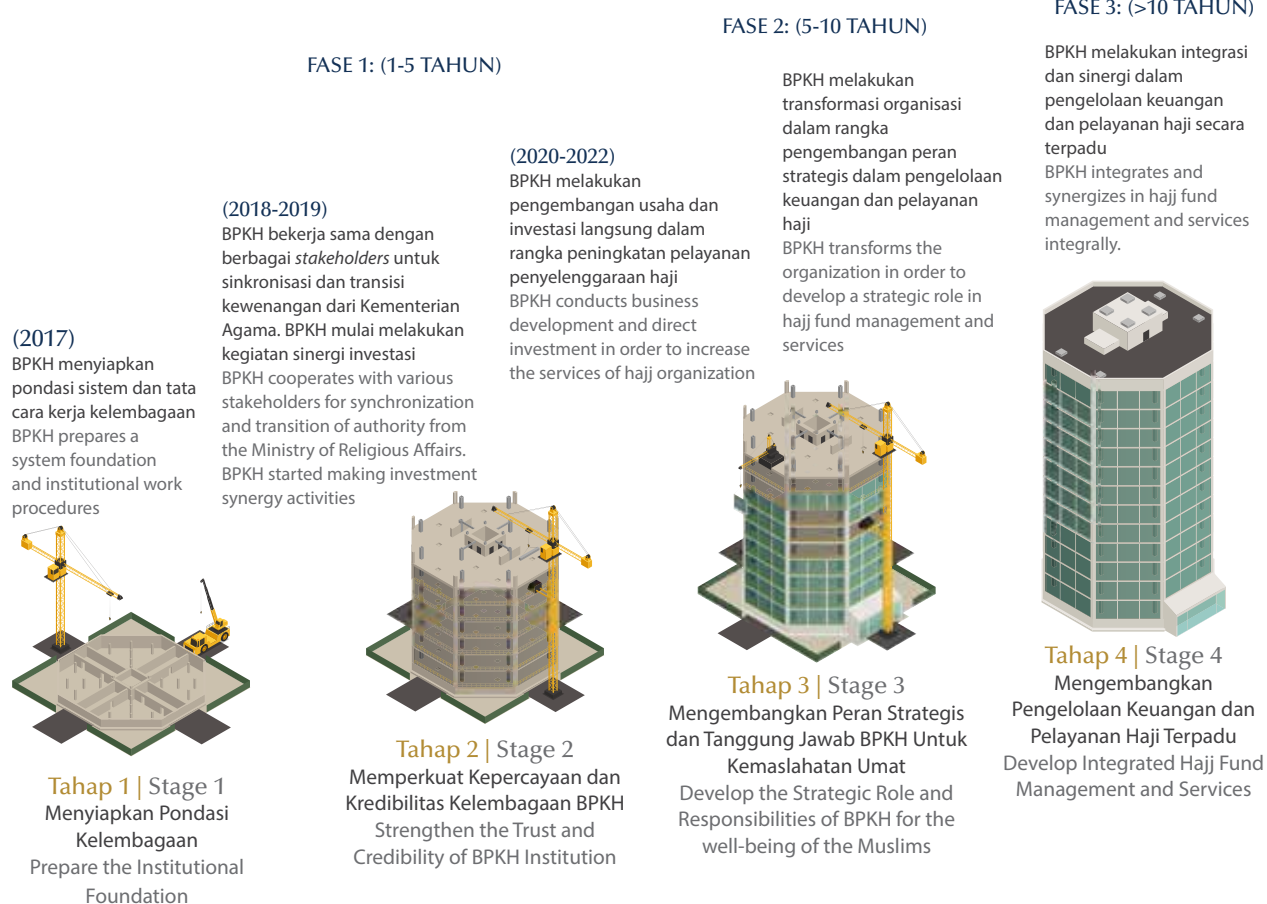 FASE 1: (1-5 TAHUN)
FASE 2: (5-10 TAHUN)
FASE 3: (>10 TAHUN)
(2017)
BPKH menyiapkan
pondasi sistem dan tata
cara kerja kelembagaan
BPKH prepares a
system foundation
and institutional work
procedures
(2018-2019)
BPKH bekerja sama dengan
berbagai stakeholders untuk
sinkronisasi dan transisi
kewenangan dari Kementerian
Agama. BPKH mulai melakukan
kegiatan sinergi investasi
BPKH cooperates with various
stakeholders for synchronization
and transition of authority from
the Ministry of Religious Affairs.
BPKH started making investment
synergy activities
(2020-2022)
BPKH melakukan
pengembangan usaha dan
investasi langsung dalam
rangka peningkatan pelayanan
penyelenggaraan haji
BPKH conducts business
development and direct
investment in order to increase
the services of hajj organization
BPKH melakukan
transformasi organisasi
dalam rangka
pengembangan peran
strategis dalam pengelolaan
keuangan dan pelayanan
haji
BPKH transforms the
organization in order to
develop a strategic role in
hajj fund management and
services
BPKH melakukan integrasi
dan sinergi dalam
pengelolaan keuangan
dan pelayanan haji secara
terpadu
BPKH integrates and
synergizes in hajj fund
management and services
integrally.
Tahap 1 | Stage 1
Menyiapkan Pondasi
Kelembagaan
Prepare the Institutional
Foundation
Tahap 2 | Stage 2
Memperkuat Kepercayaan dan
Kredibilitas Kelembagaan BPKH
Strengthen the Trust and
Credibility of BPKH Institution
Tahap 3 | Stage 3
Mengembangkan Peran Strategis
dan Tanggung Jawab BPKH Untuk
Kemaslahatan Umat
Develop the Strategic Role and
Responsibilities of BPKH for the
well-being of the Muslims
Tahap 4 | Stage 4
Mengembangkan
Pengelolaan Keuangan dan
Pelayanan Haji Terpadu
Develop Integrated Hajj Fund
Management and Services